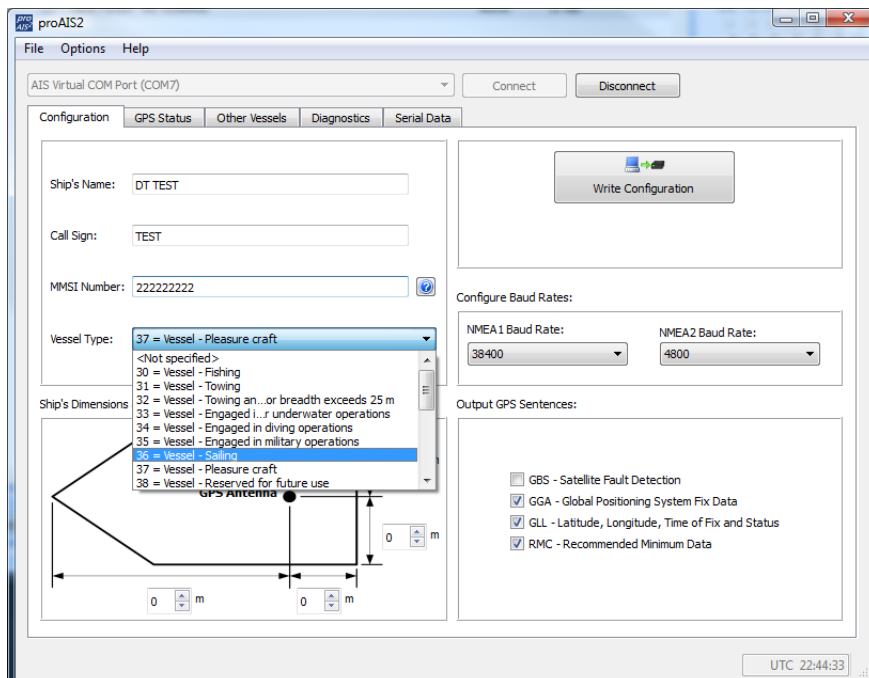 pro
AIS2
proAIS2
File Options Help
AIS Virtual COM Port (COM7)
Connect
Disconnect
Configuration
GPS Status
Other Vessels
Diagnostics
Serial Data
Ship's Name:
DT TEST
Call Sign:
TEST
MMSI Number:
222222222
Vessel Type:
37 = Vessel - Pleasure craft
<Not specified>
30 = Vessel - Fishing
31 = Vessel - Towing
32 = Vessel - Towing an...or breadth exceeds 25 m
33 = Vessel - Engaged i...r underwater operations
34 = Vessel - Engaged in diving operations
35 = Vessel - Engaged in military operations
36 = Vessel - Sailing
37 = Vessel - Pleasure craft
38 = Vessel - Reserved for future use
Write Configuration
Configure Baud Rates:
NMEA1 Baud Rate:
38400
NMEA2 Baud Rate:
4800
Ship's Dimensions
GPS Antenna
0 m
0 m
0 m
Output GPS Sentences:
GBS - Satellite Fault Detection
GGA - Global Positioning System Fix Data
GLL - Latitude, Longitude, Time of Fix and Status
RMC - Recommended Minimum Data
UTC 22:44:33